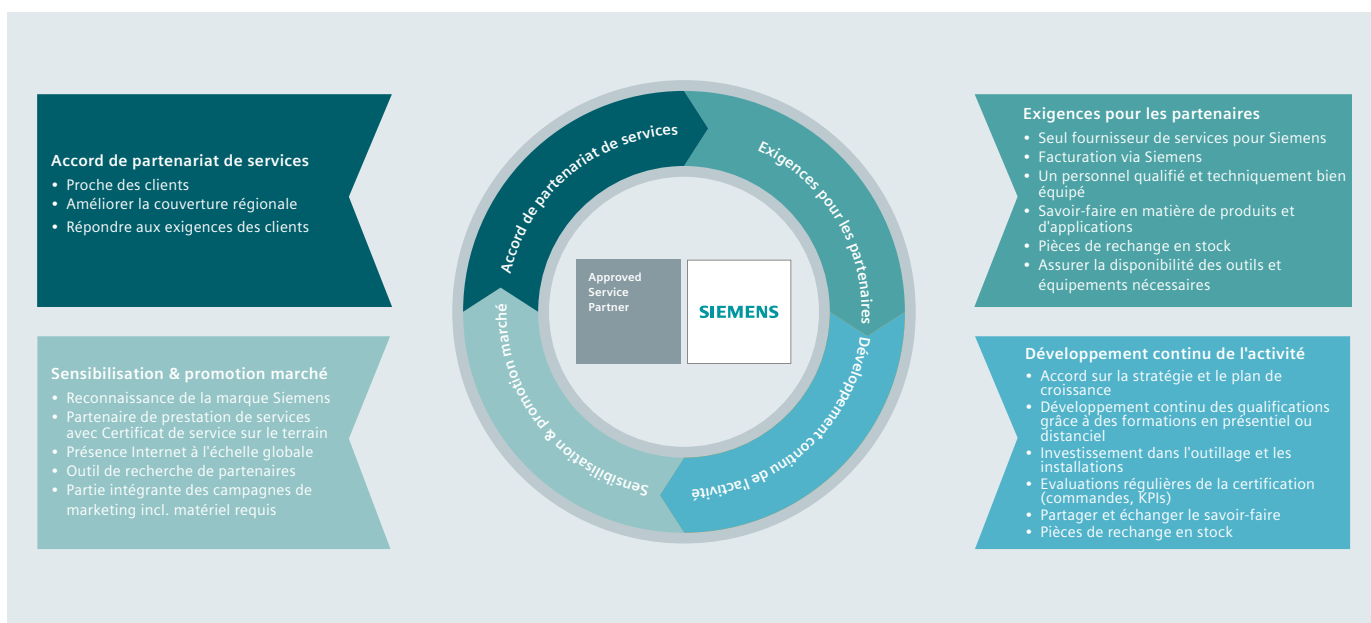 Accord de partenariat de services
• Proche des clients
• Améliorer la couverture régionale
• Répondre aux exigences des clients
Sensibilisation & promotion marché
• Reconnaissance de la marque Siemens
• Partenaire de prestation de services
avec Certificat de service sur le terrain
• Présence Internet à l'échelle globale
• Outil de recherche de partenaires
• Partie intégrante des campagnes de
marketing incl. matériel requis
Accord de partenariat de services
Exigences pour les partenaires
Développement continu de l'activité
Sensibilisation & promotion marché
Approved
Service
Partner
SIEMENS
Exigences pour les partenaires
• Seul fournisseur de services pour Siemens
• Facturation via Siemens
• Un personnel qualifié et techniquement bien
équipé
• Savoir-faire en matière de produits et
d'applications
• Pièces de rechange en stock
• Assurer la disponibilité des outils et
équipements nécessaires
Développement continu de l'activité
• Accord sur la stratégie et le plan de
croissance
• Développement continu des qualifications
grâce à des formations en présentiel ou
distanciel
• Investissement dans l'outillage et les
installations
• Evaluations régulières de la certification
(commandes, KPIs)
• Partager et échanger le savoir-faire
• Pièces de rechange en stock